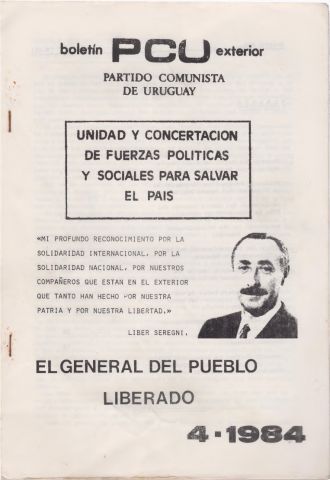 boletín PCU exterior
PARTIDO COMUNISTA
DE URUGUAY
UNIDAD Y CONCERTACION
DE FUERZAS POLITICAS
Y SOCIALES PARA SALVAR
EL PAIS
«MI PROFUNDO RECONOCIMIENTO POR LA
SOLIDARIDAD INTERNACIONAL, POR LA
SOLIDARIDAD NACIONAL, POR NUESTROS
COMPAÑEROS QUE ESTAN EN EL EXTERIOR
QUE TANTO HAN HECHO POR NUESTRA
PATRIA Y POR NUESTRA LIBERTAD.»
LIBER SEREGNI.
EL GENERAL DEL PUEBLO
LIBERADO
4-1984